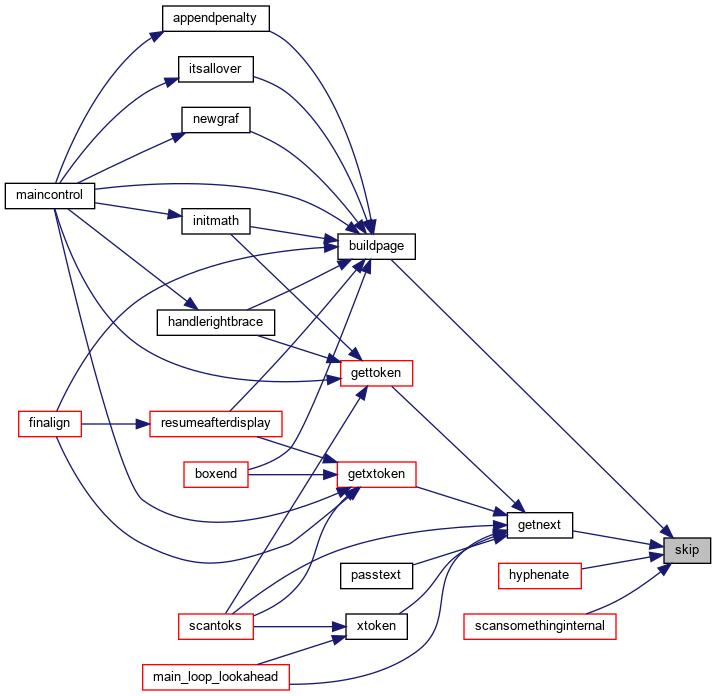 appendpenalty
itsallover
newgraf
maincontrol
initmath
buildpage
handlerightbrace
gettoken
finalign
resumeafterdisplay
boxend
getxtoken
getnext
skip
passtext
hyphenate
scantoks
xtoken
scansomethinginternal
main_loop_lookahead